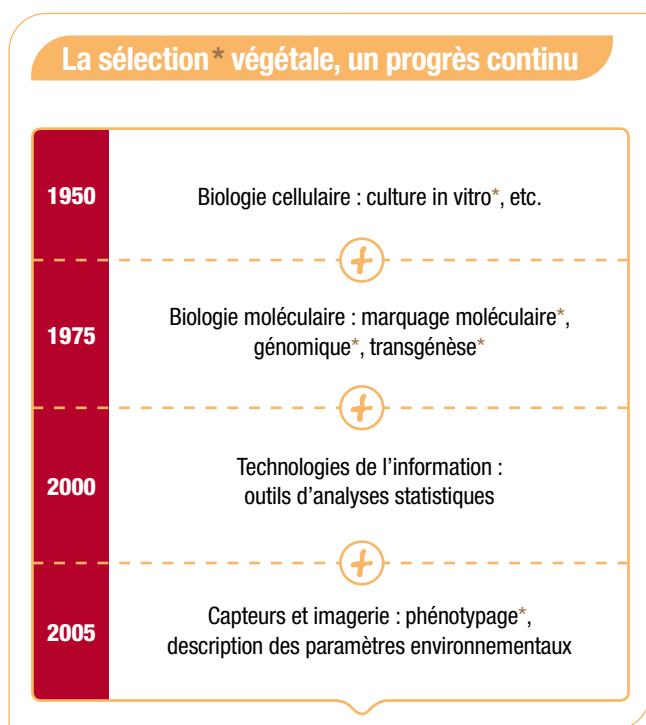 La sélection* végétale, un progrès continu
1950
Biologie cellulaire : culture in vitro*, etc.
+
1975
Biologie moléculaire : marquage moléculaire*,
génomique*, transgénèse*
+
2000
Technologies de l’information :
outils d’analyses statistiques
+
2005
Capteurs et imagerie : phénotypage*,
description des paramètres environnementaux